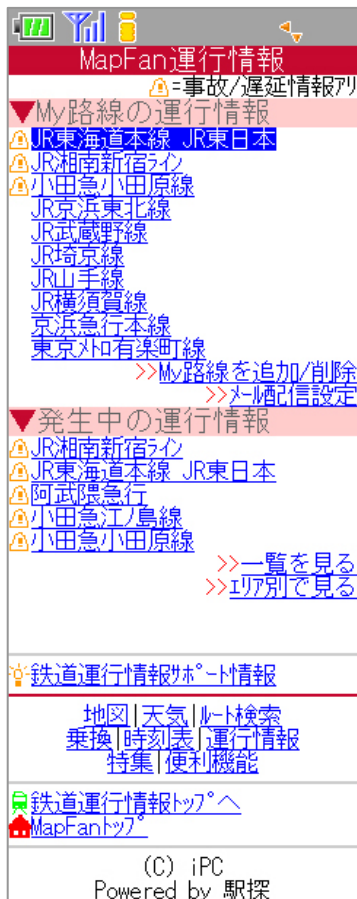 MapFan運行情報
=事故/遅延情報ｱﾘ
▼My路線の運行情報
JR東海道本線 JR東日本
JR湘南新宿ﾗｲﾝ
小田急小田原線
JR京浜東北線
JR武蔵野線
JR埼京線
JR山手線
JR横須賀線
京浜急行本線
東京ﾒﾄﾛ有楽町線
>>My路線を追加/削除
>>ﾒｰﾙ配信設定
▼発生中の運行情報
JR湘南新宿ﾗｲﾝ
JR東海道本線 JR東日本
阿武隈急行
小田急江ﾉ島線
小田急小田原線
>>一覧を見る
>>ｴﾘｱ別で見る
鉄道運行情報ｻﾎﾟｰﾄ情報
地図|天気|ﾙｰﾄ検索
乗換|時刻表|運行情報
特集|便利機能
鉄道運行情報ﾄｯﾌﾟへ
MapFanﾄｯﾌﾟ
(C) iPC
Powered by 駅探